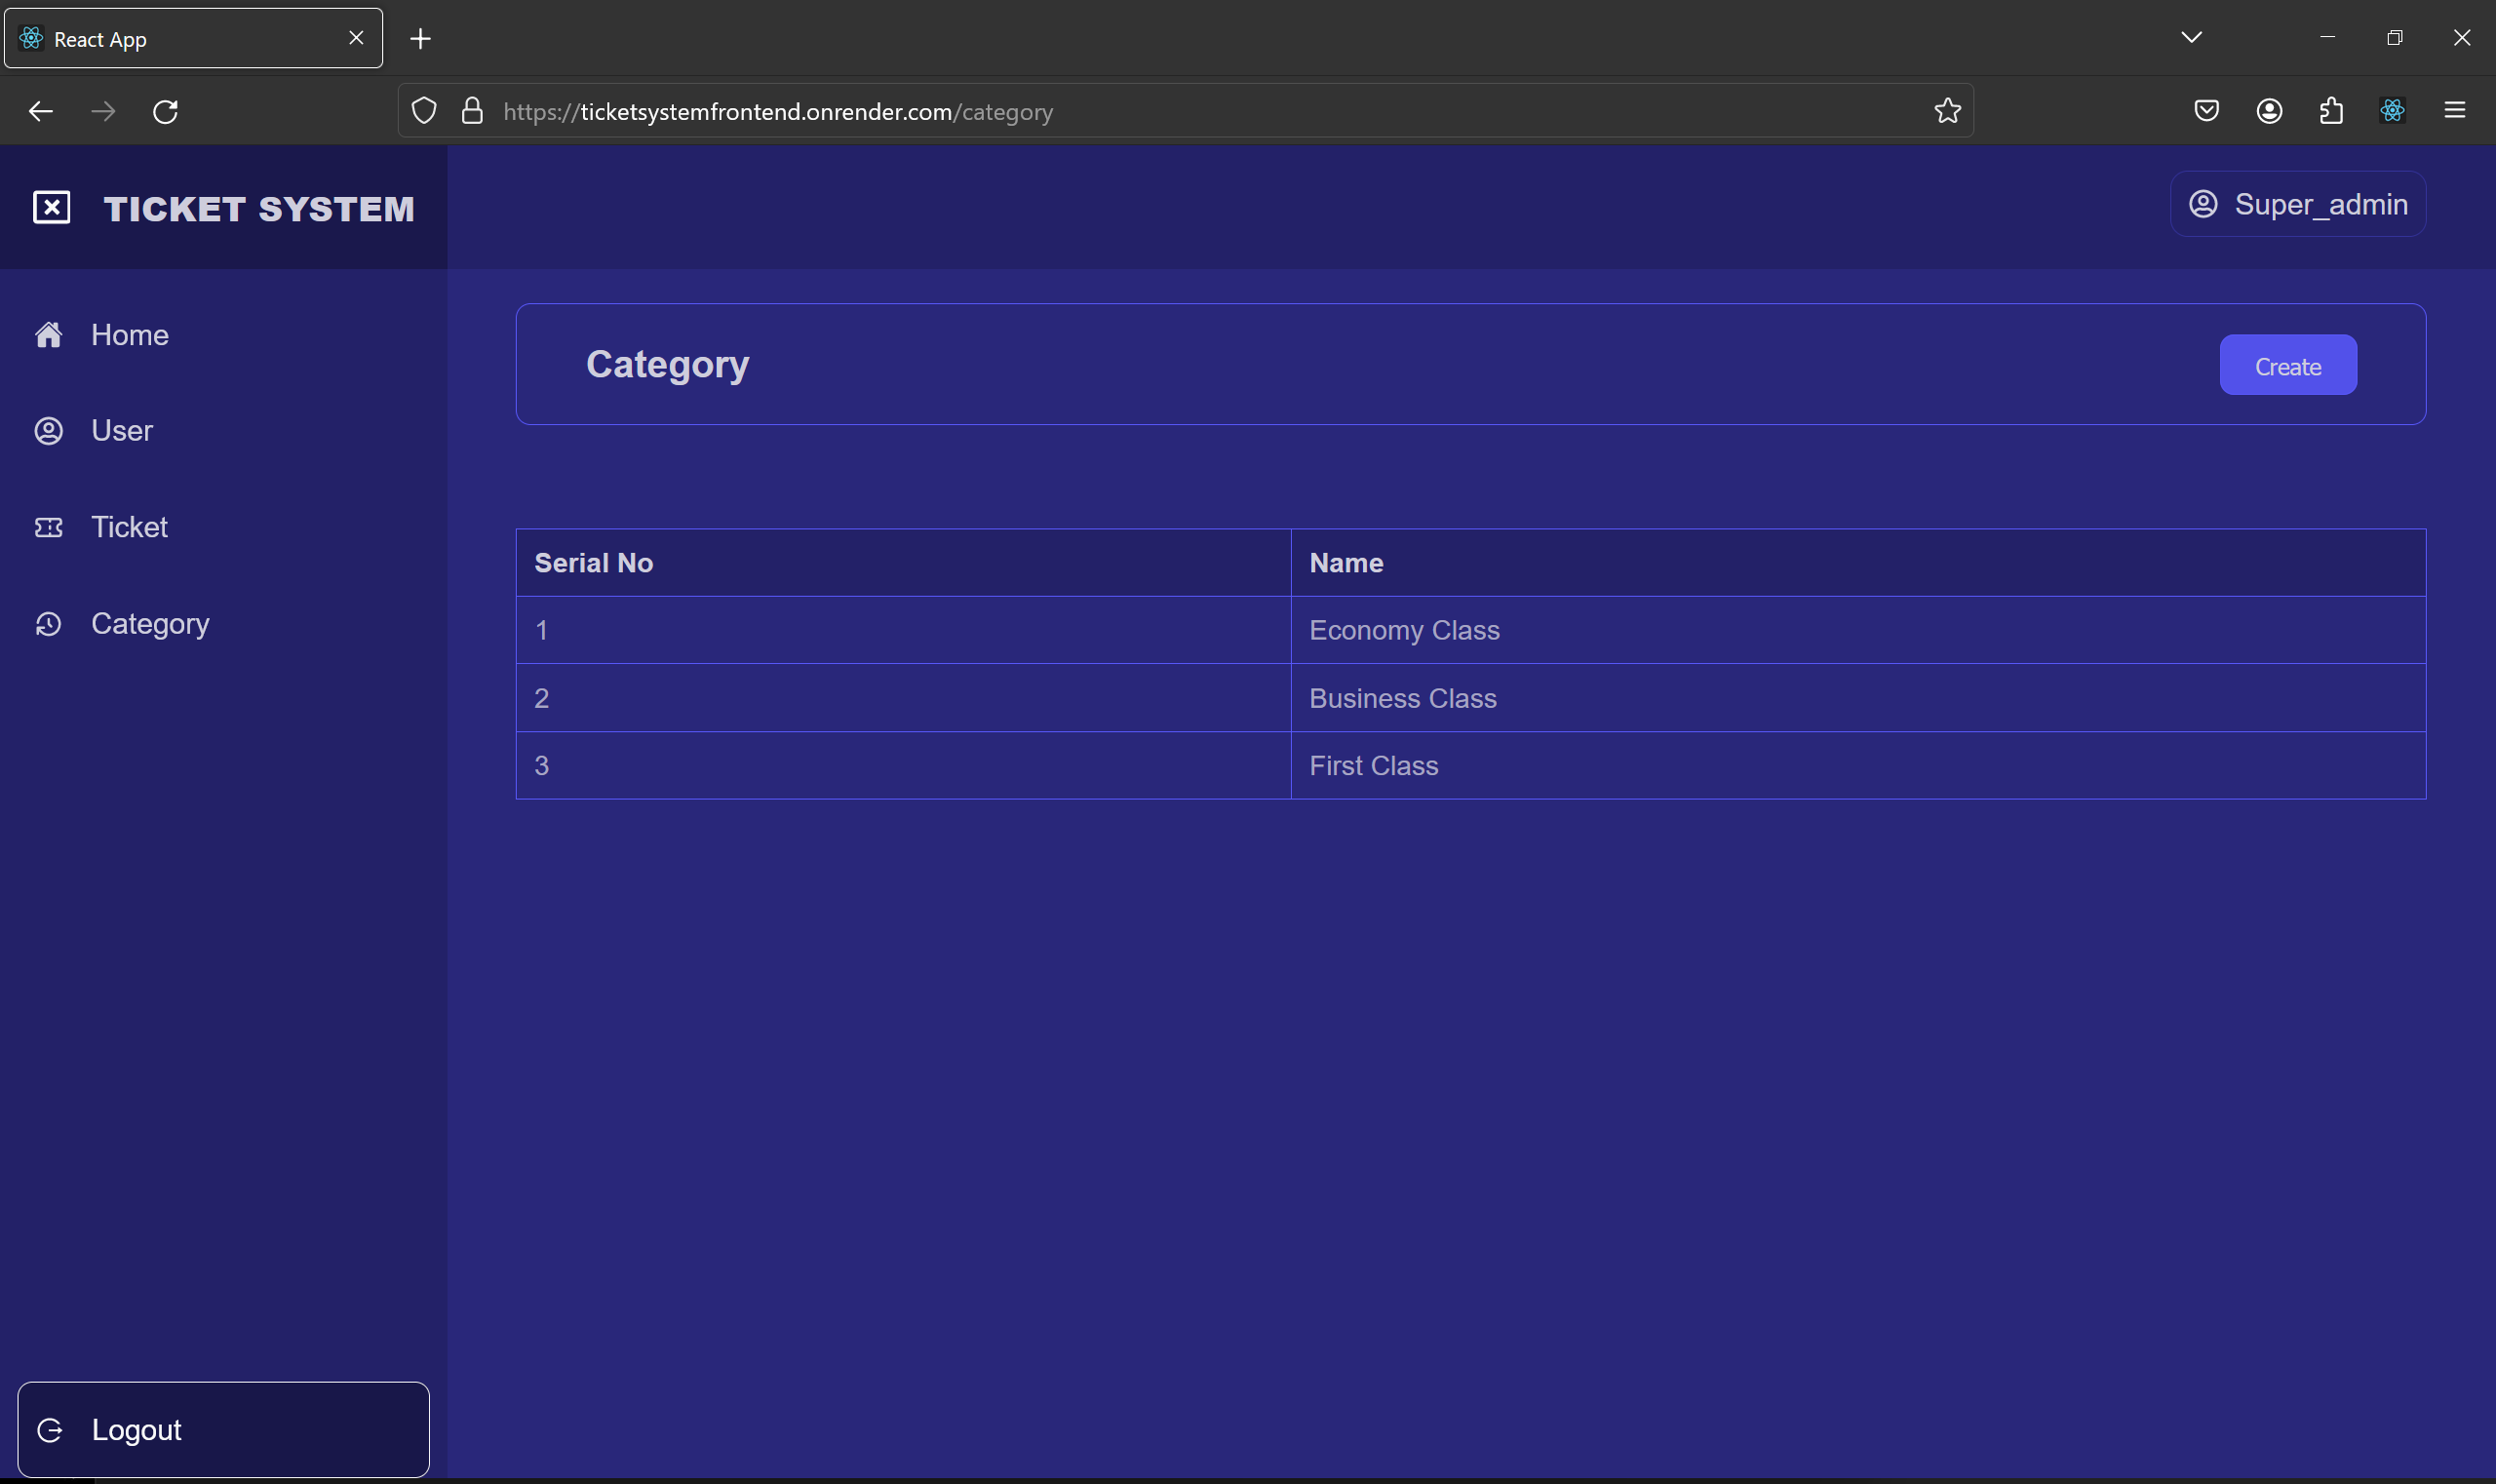 React App
https://ticketsystemfrontend.onrender.com/category
TICKET SYSTEM
Super_admin
Home
User
Ticket
Category
Category
Create
Serial No Name
1 Economy Class
2 Business Class
3 First Class
Logout